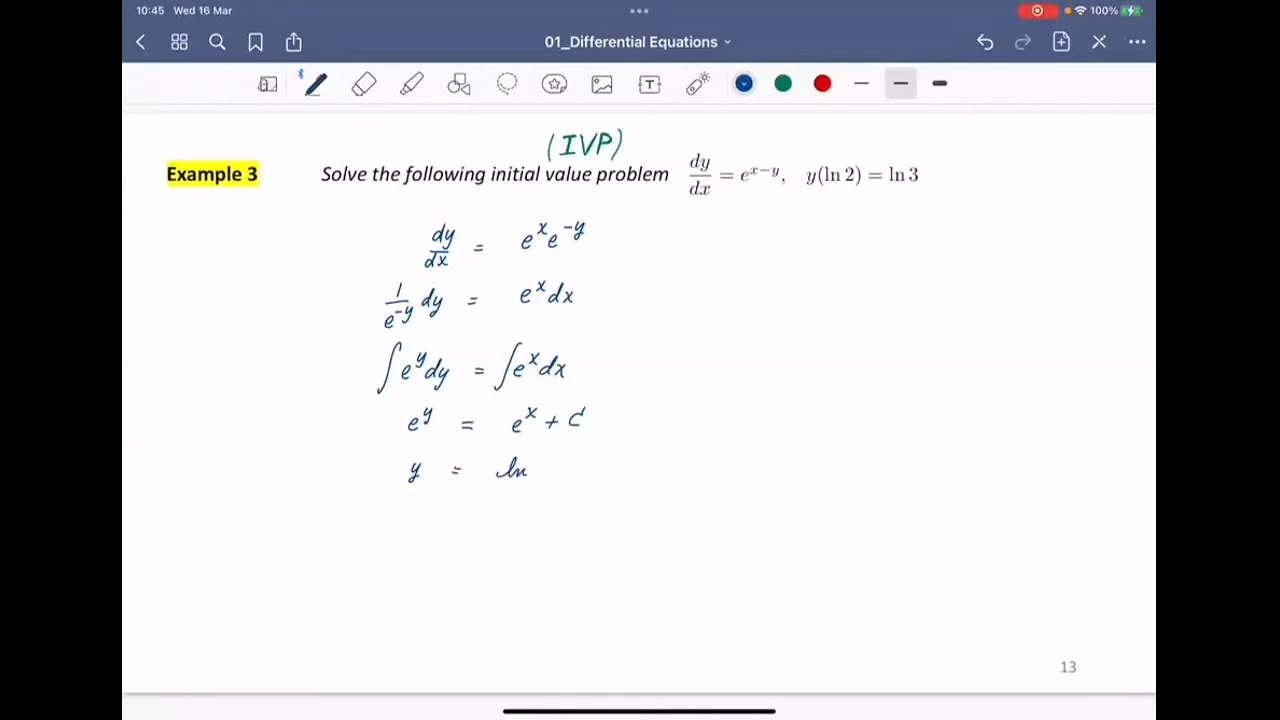 10:45 Wed 16 Mar
100%
01_Differential Equations
(IVP)
Example 3 Solve the following initial value problem dy/dx = e^{x−y}, y(ln 2) = ln 3
dy/dx = e^x e^{-y}
1/e^{-y} dy = e^x dx
∫ e^y dy = ∫ e^x dx
e^y = e^x + C
y = ln
13